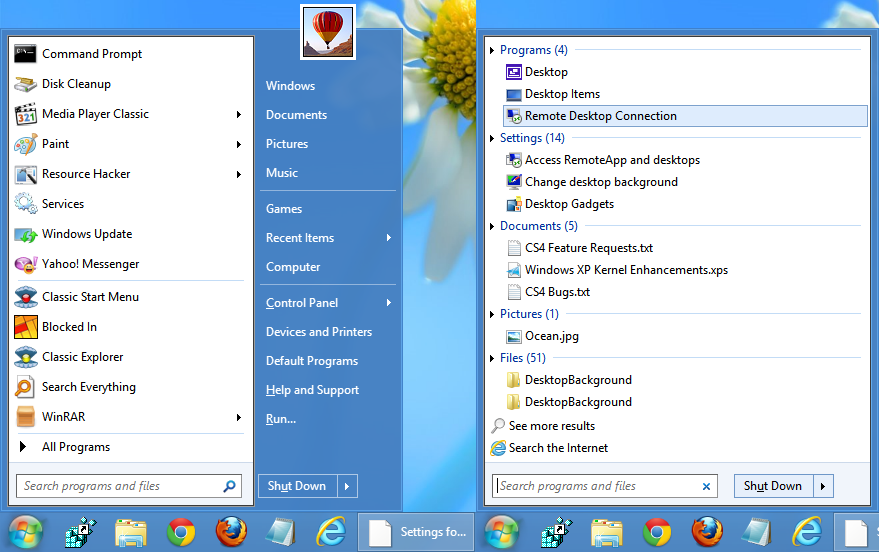 Command Prompt
Disk Cleanup
Media Player Classic
Paint
Resource Hacker
Services
Windows Update
Yahoo! Messenger
Classic Start Menu
Blocked In
Classic Explorer
Search Everything
WinRAR
All Programs
Search programs and files
Windows
Documents
Pictures
Music
Games
Recent Items
Computer
Control Panel
Devices and Printers
Default Programs
Help and Support
Run...
Shut Down
Settings fo...
Programs (4)
Desktop
Desktop Items
Remote Desktop Connection
Settings (14)
Access RemoteApp and desktops
Change desktop background
Desktop Gadgets
Documents (5)
CS4 Feature Requests.txt
Windows XP Kernel Enhancements.xps
CS4 Bugs.txt
Pictures (1)
Ocean.jpg
Files (51)
DesktopBackground
DesktopBackground
See more results
Search the Internet
Search programs and files
Shut Down
S